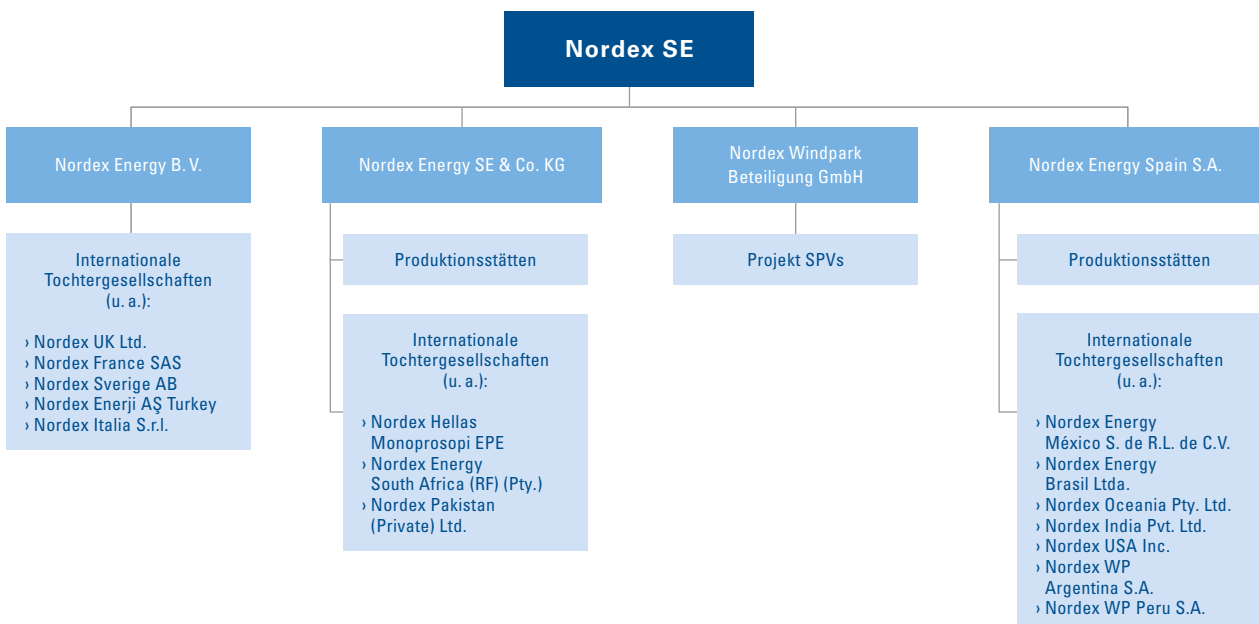 Nordex SE
Nordex Energy B. V.
Internationale
Tochtergesellschaften
(u. a.):
› Nordex UK Ltd.
› Nordex France SAS
› Nordex Sverige AB
› Nordex Enerji AŞ Turkey
› Nordex Italia S.r.l.
Nordex Energy SE & Co. KG
Produktionsstätten
Internationale
Tochtergesellschaften
(u. a.):
› Nordex Hellas
Monoprosopi EPE
› Nordex Energy
South Africa (RF) (Pty.)
› Nordex Pakistan
(Private) Ltd.
Nordex Windpark
Beteiligung GmbH
Projekt SPVs
Nordex Energy Spain S.A.
Produktionsstätten
Internationale
Tochtergesellschaften
(u. a.):
› Nordex Energy
México S. de R.L. de C.V.
› Nordex Energy
Brasil Ltda.
› Nordex Oceania Pty. Ltd.
› Nordex India Pvt. Ltd.
› Nordex USA Inc.
› Nordex WP
Argentina S.A.
› Nordex WP Peru S.A.